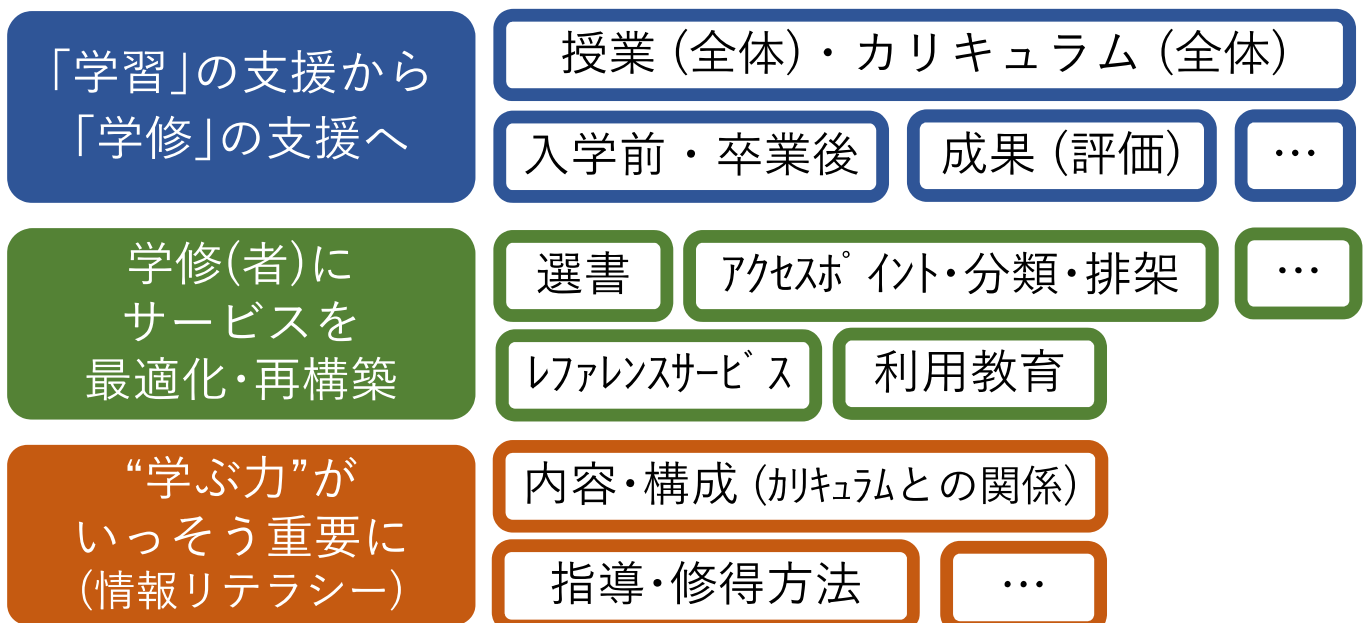 「学習」の支援から
「学修」の支援へ
授業 (全体)・カリキュラム (全体)
入学前・卒業後
成果 (評価)
…
学修(者)に
サービスを
最適化・再構築
選書
ｱｸｾｽﾎﾟｲﾝﾄ・分類・排架
…
ﾚﾌｧﾚﾝｽｻｰﾋﾞｽ
利用教育
“学ぶ力”が
いっそう重要に
(情報リテラシー)
内容・構成 (ｶﾘｷｭﾗﾑとの関係)
指導・修得方法
…